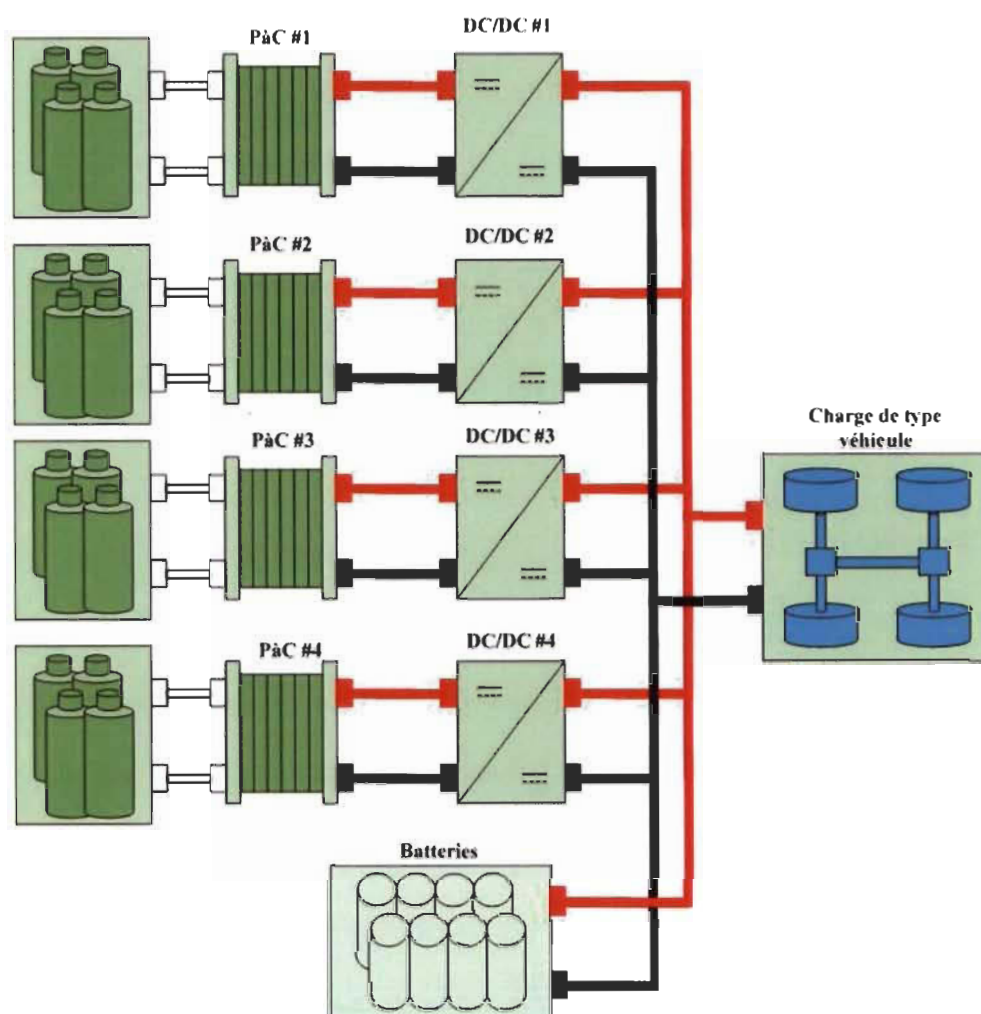 PàC #1
DC/DC #1
PàC #2
DC/DC #2
PàC #3
DC/DC #3
Charge de type
véhicule
PàC #4
DC/DC #4
Batteries